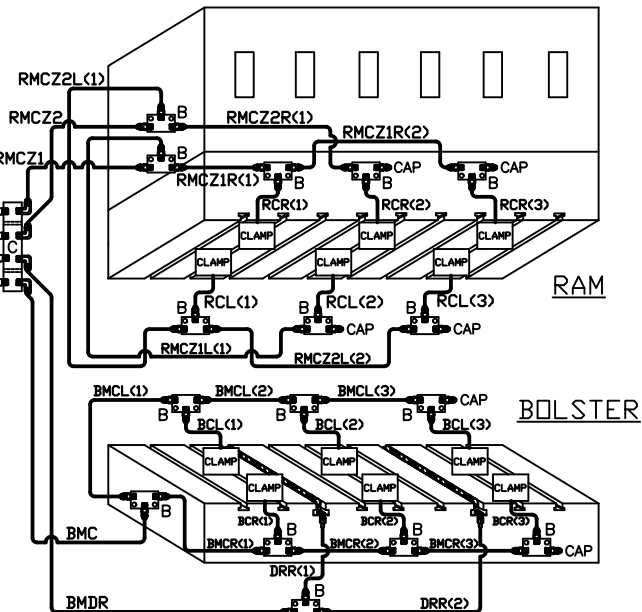 RMCZ2L(1)
B
RMCZ2
RMCZ2R(1)
RMCZ1R(2)
B
RMCZ1
RMCZ1R(1)
CAP
CAP
B
B
B
RCR(1)
RCR(2)
RCR(3)
C
CLAMP
CLAMP
CLAMP
CLAMP
CLAMP
CLAMP
RAM
RCL(1)
RCL(2)
RCL(3)
B
B
CAP
B
CAP
RMCZ1L(1)
RMCZ2L(2)
BMCL(1)
BMCL(2)
BMCL(3)
CAP
BOLSTER
B
B
B
BCL(1)
BCL(2)
BCL(3)
CLAMP
CLAMP
CLAMP
CLAMP
CLAMP
CLAMP
B
BCR(1)
BCR(2)
BCR(3)
B
B
B
BMC
BMCR(1)
BMCR(2)
BMCR(3)
CAP
DRR(1)
B
BMDR
DRR(2)